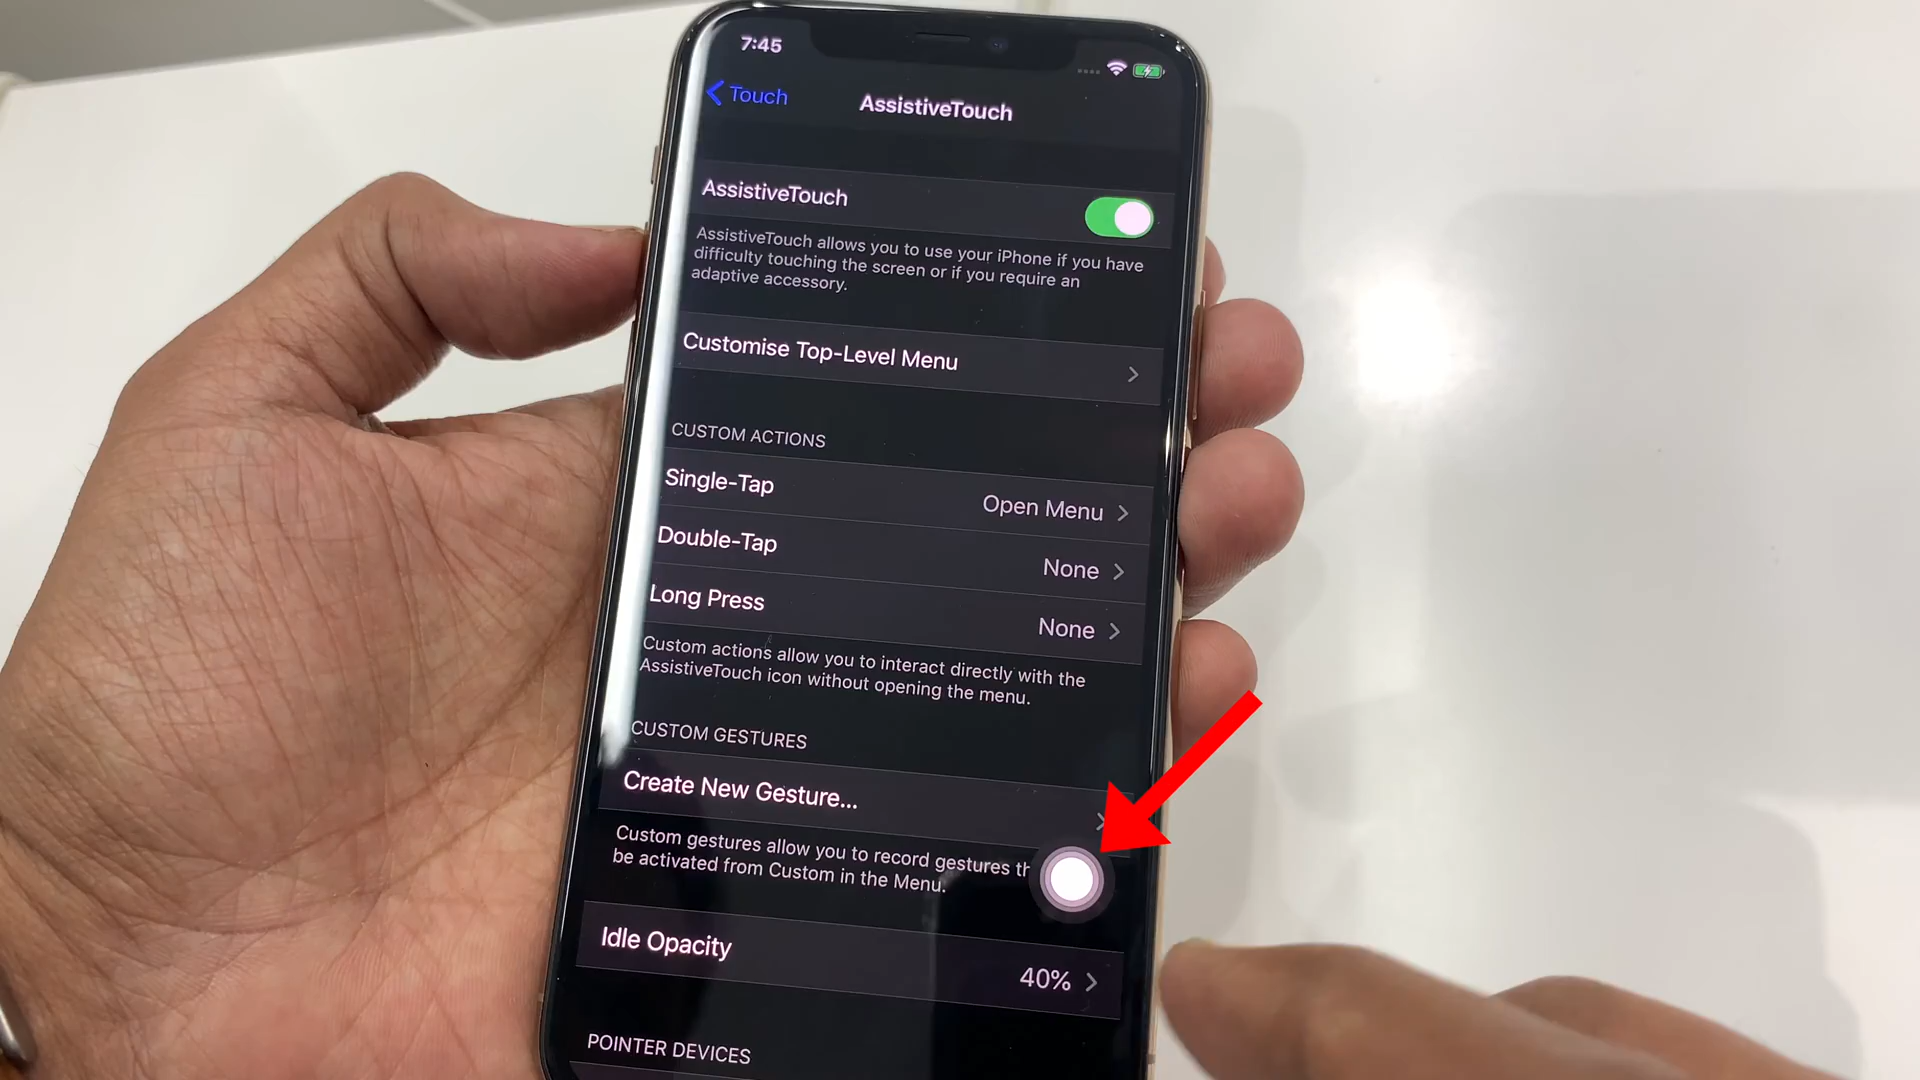 7:45
Touch
AssistiveTouch
AssistiveTouch
AssistiveTouch allows you to use your iPhone if you have
difficulty touching the screen or if you require an
adaptive accessory.
Customise Top-Level Menu
CUSTOM ACTIONS
Single-Tap Open Menu
Double-Tap None
Long Press None
Custom actions allow you to interact directly with the
AssistiveTouch icon without opening the menu.
CUSTOM GESTURES
Create New Gesture...
Custom gestures allow you to record gestures
be activated from Custom in the Menu.
Idle Opacity 40%
POINTER DEVICES